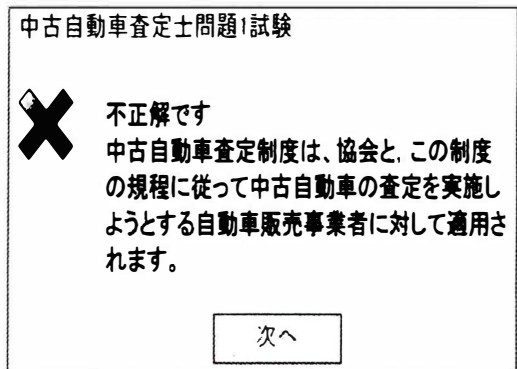 中古自動車査定士問題1試験
不正解です
中古自動車査定制度は、協会と、この制度
の規程に従って中古自動車の査定を実施し
ようとする自動車販売事業者に対して適用さ
れます。
次へ